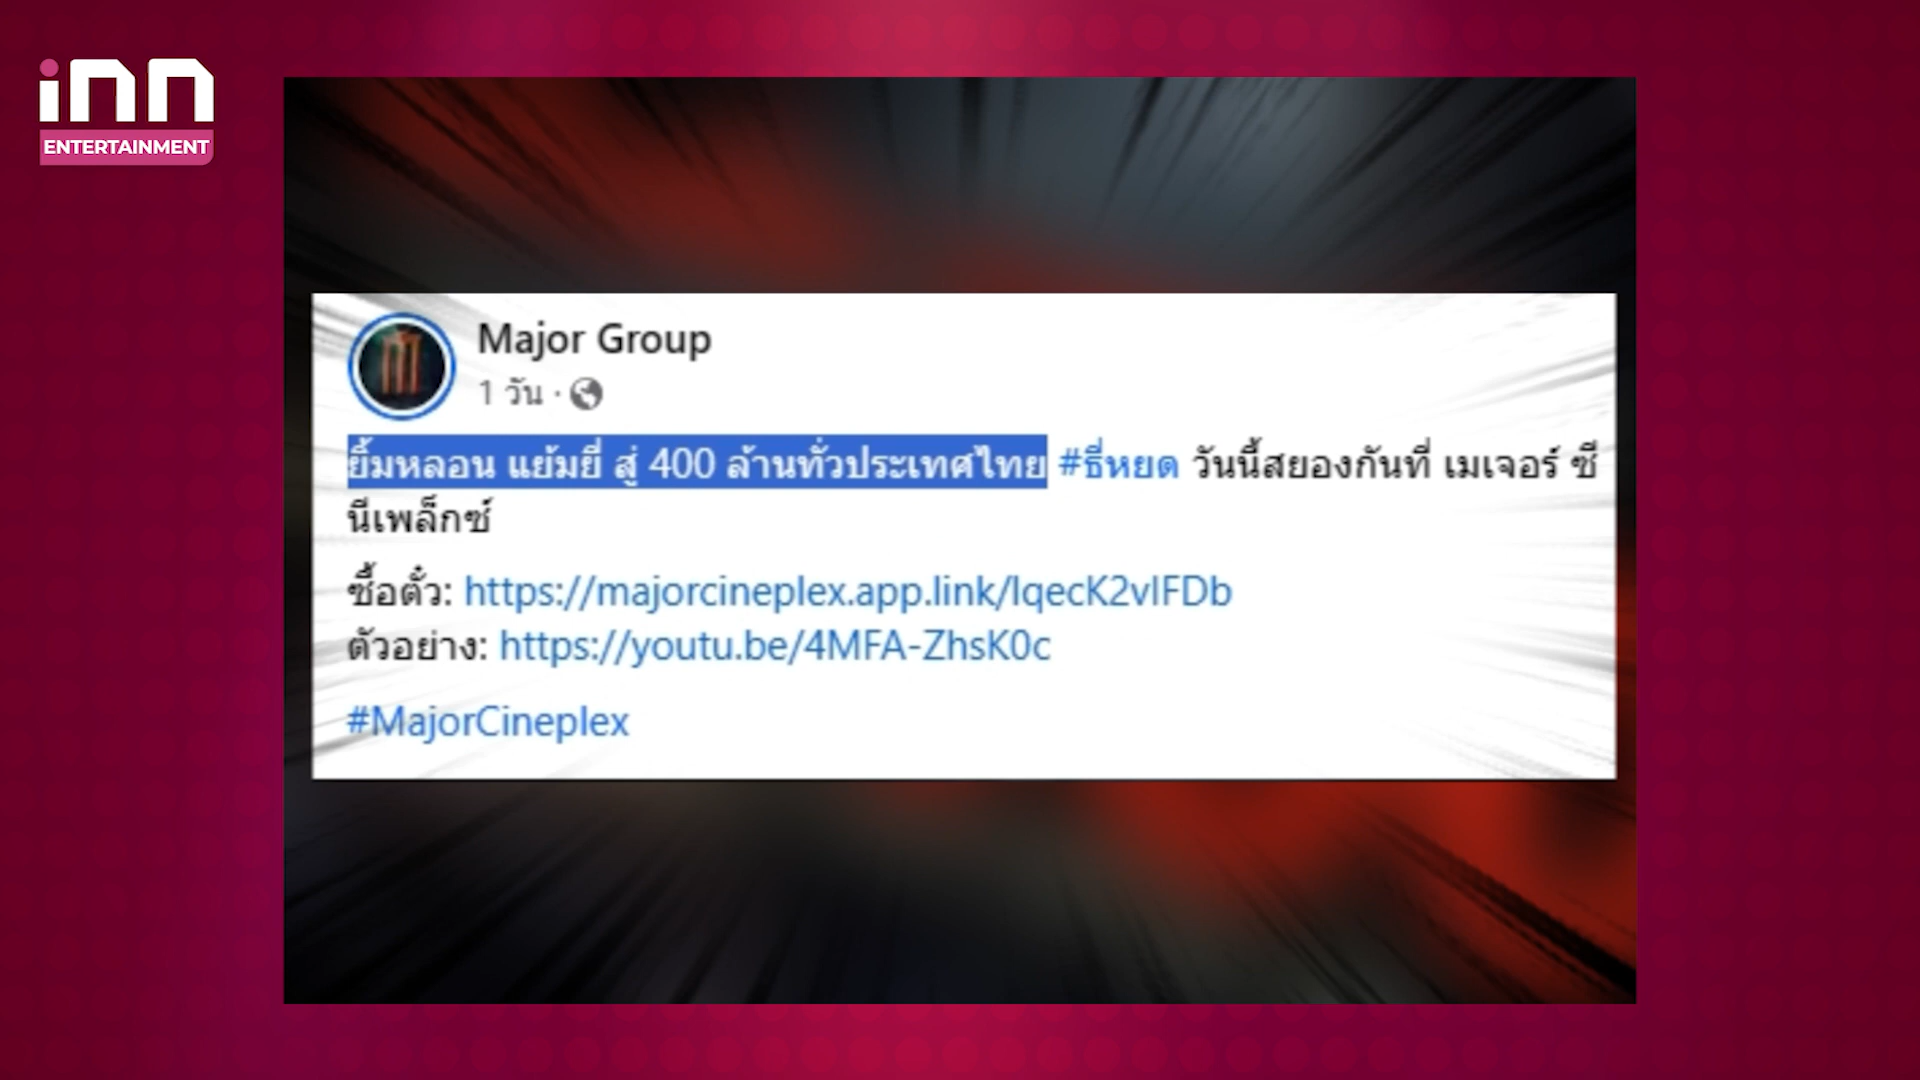 inn
ENTERTAINMENT
Major Group
1 วัน ·
ยิ้มหลอน แย้มยี่ สู่ 400 ล้านทั่วประเทศไทย #ธี่หยด วันนี้สยองกันที่ เมเจอร์ ซี
นีเพล็กซ์
ซื้อตั๋ว: https://majorcineplex.app.link/IqecK2vIFDb
ตัวอย่าง: https://youtu.be/4MFA-ZhsK0c
#MajorCineplex